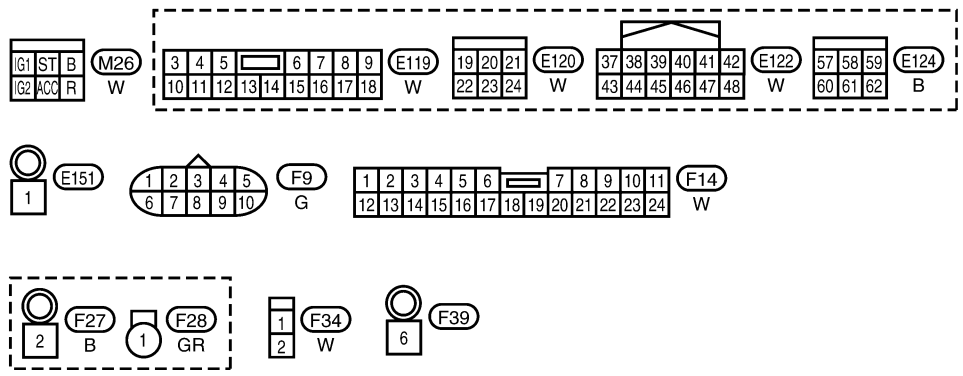 IG1 ST B M26
IG2 ACC R W
3 4 5 6 7 8 9 E119
10 11 12 13 14 15 16 17 18 W
19 20 21 E120
22 23 24 W
37 38 39 40 41 42 E122
43 44 45 46 47 48 W
57 58 59 E124
60 61 62 B
1 E151
1 2 3 4 5 F9
6 7 8 9 10 G
1 2 3 4 5 6 7 8 9 10 11 F14
12 13 14 15 16 17 18 19 20 21 22 23 24 W
2 F27
B
1 F28
GR
1 F34
2 W
6 F39